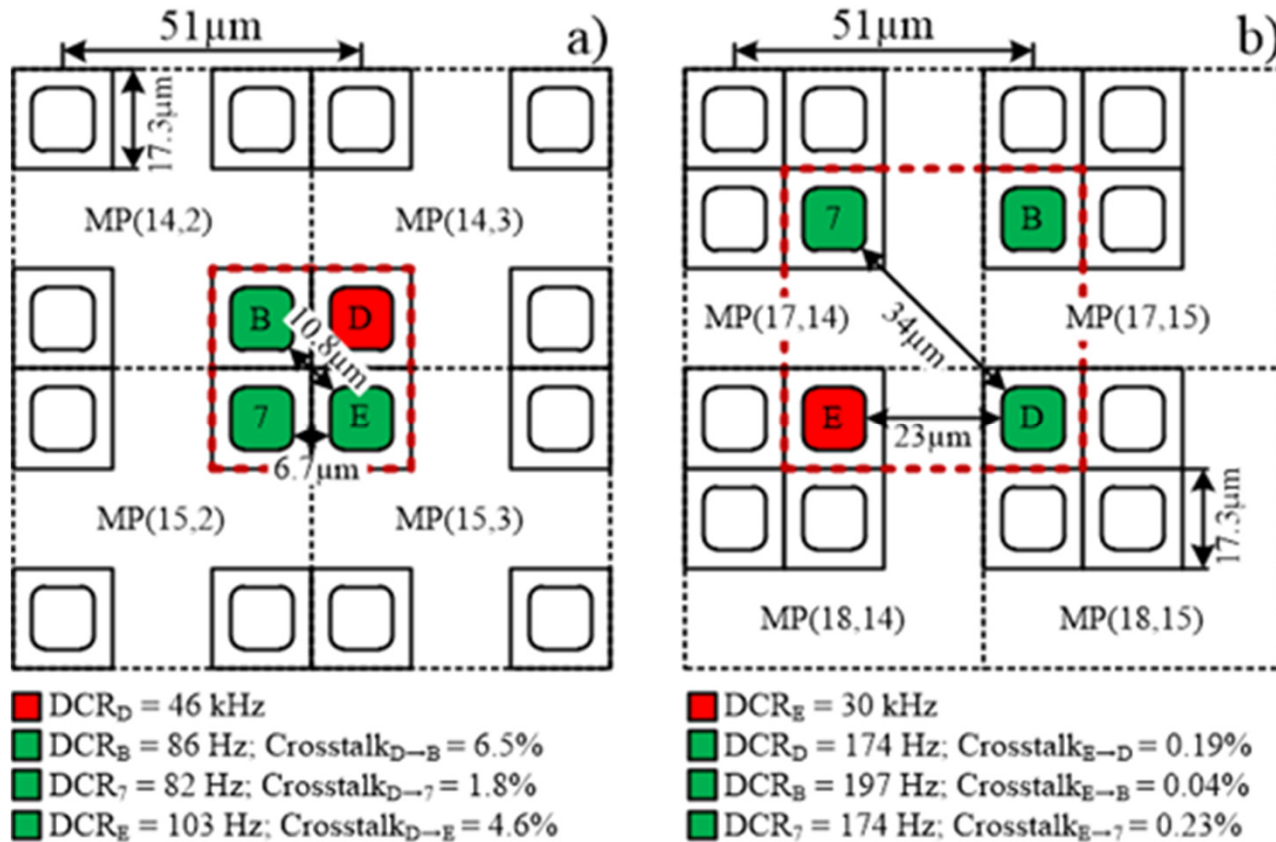 51μm
a)
17.3μm
MP(14,2)
MP(14,3)
B
D
10.8μm
7
E
6.7μm
MP(15,2)
MP(15,3)
DCR_D = 46 kHz
DCR_B = 86 Hz; Crosstalk_D→B = 6.5%
DCR_7 = 82 Hz; Crosstalk_D→7 = 1.8%
DCR_E = 103 Hz; Crosstalk_D→E = 4.6%
51μm
b)
7
B
MP(17,14)
MP(17,15)
34μm
E
D
23μm
17.3μm
MP(18,14)
MP(18,15)
DCR_E = 30 kHz
DCR_D = 174 Hz; Crosstalk_E→D = 0.19%
DCR_B = 197 Hz; Crosstalk_E→B = 0.04%
DCR_7 = 174 Hz; Crosstalk_E→7 = 0.23%